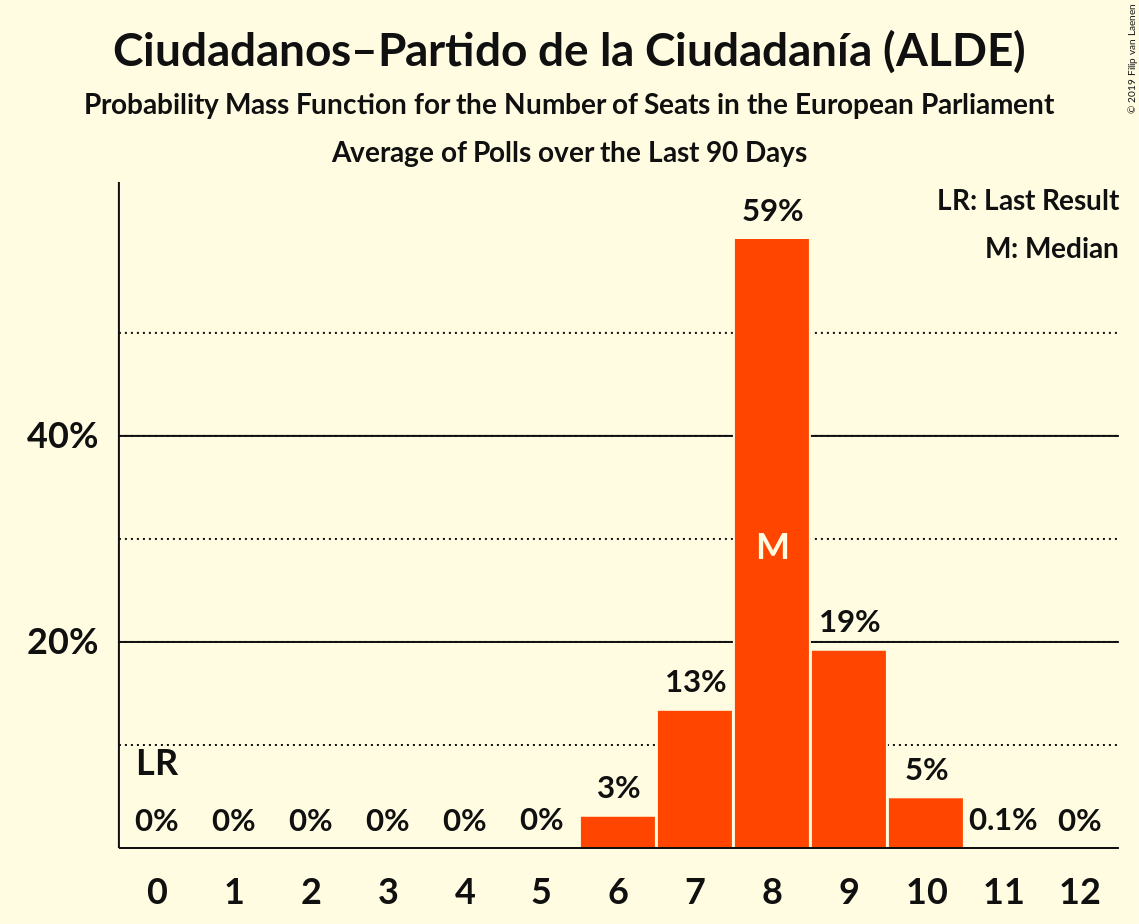 Ciudadanos–Partido de la Ciudadanía (ALDE)
Probability Mass Function for the Number of Seats in the European Parliament
Average of Polls over the Last 90 Days
© 2019 Filip van Laenen
LR: Last Result
M: Median
59%
40%
M
19%
20%
13%
LR
5%
3%
0% 0% 0% 0% 0% 0% 0.1% 0%
0 1 2 3 4 5 6 7 8 9 10 11 12